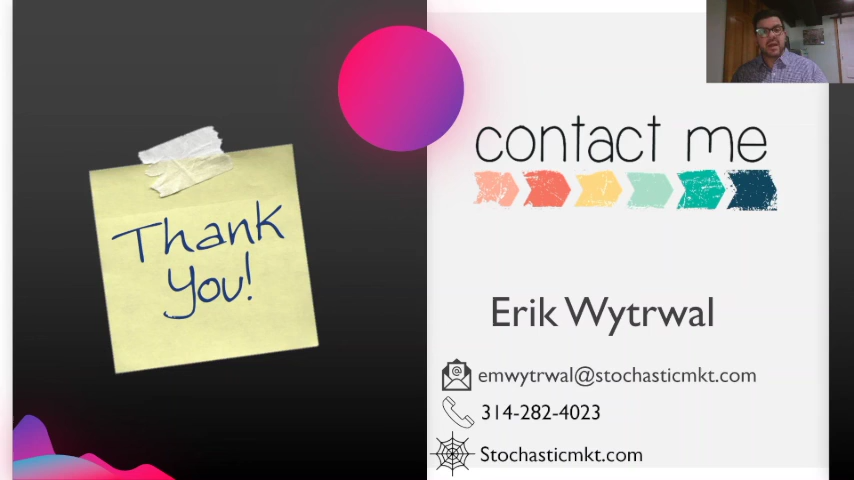 Thank
You!
contact me
Erik Wytrwal
emwytrwal@stochasticmkt.com
314-282-4023
Stochasticmkt.com